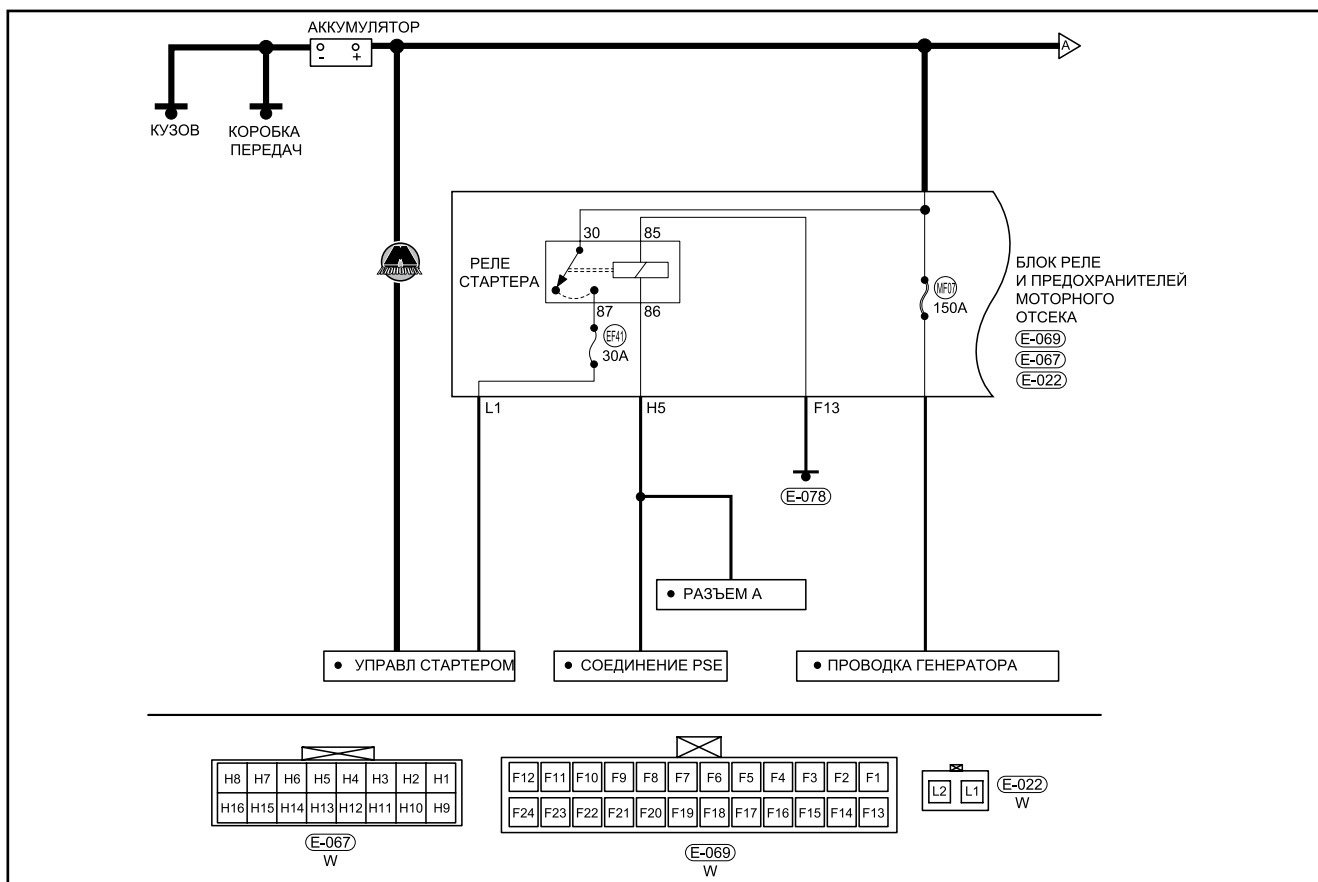 АККУМУЛЯТОР
- +
A
КУЗОВ
КОРОБКА
ПЕРЕДАЧ
РЕЛЕ
СТАРТЕРА
30
85
87
86
EF41
30A
MF07
150A
БЛОК РЕЛЕ
И ПРЕДОХРАНИТЕЛЕЙ
МОТОРНОГО
ОТСЕКА
E-069
E-067
E-022
L1
H5
F13
E-078
РАЗЪЕМ А
УПРАВЛ СТАРТЕРОМ
СОЕДИНЕНИЕ PSE
ПРОВОДКА ГЕНЕРАТОРА
H8 H7 H6 H5 H4 H3 H2 H1
H16 H15 H14 H13 H12 H11 H10 H9
E-067
W
F12 F11 F10 F9 F8 F7 F6 F5 F4 F3 F2 F1
F24 F23 F22 F21 F20 F19 F18 F17 F16 F15 F14 F13
E-069
W
L2 L1
E-022
W